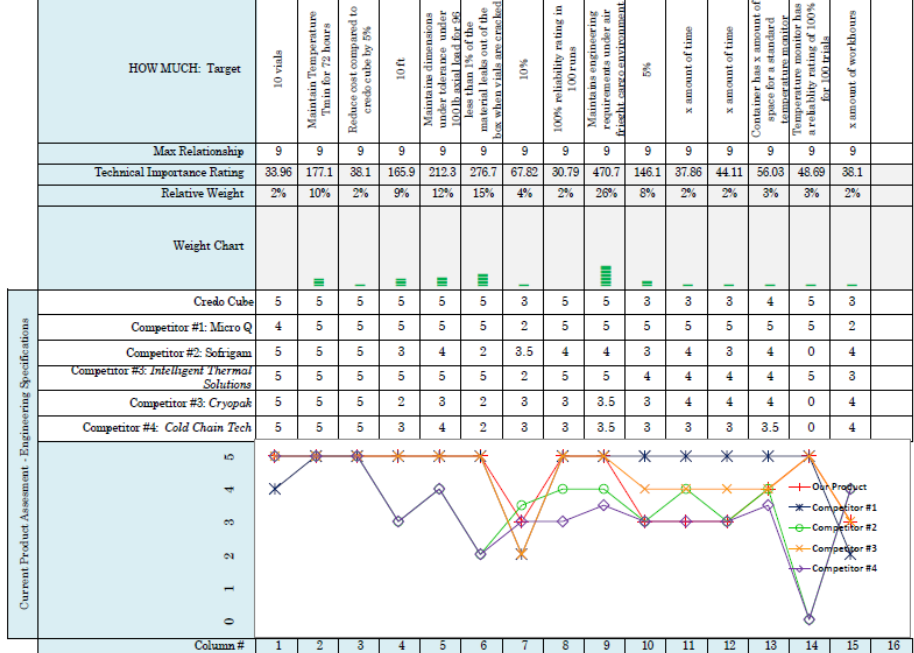 HOW MUCH: Target
10 vials
Maintain Temperature
Tmin for 72 hours
Reduce cost compared to
credo cube by 5%
10 ft
Maintains dimensions
under tolerance under
100 lb axial load for 96
less than 1% of the
material leaks out of the
box when vials are cracked
10%
100% reliability rating in
100 runs
Maintains engineering
requirements under air
frieght cargo environment
5%
x amount of time
x amount of time
Container has x amount of
space for a standard
temperature monitor
Temperature monitor has
a reliablity rating of 100%
for 100 trials
x amount of workhours
Max Relationship 9 9 9 9 9 9 9 9 9 9 9 9 9 9 9
Technical Importance Rating 33.96 177.1 38.1 165.9 212.3 276.7 67.82 30.79 470.7 146.1 37.86 44.11 56.03 48.69 38.1
Relative Weight 2% 10% 2% 9% 12% 15% 4% 2% 26% 8% 2% 2% 3% 3% 2%
Weight Chart
Current Product Assesment - Engineering Specifications
Credo Cube 5 5 5 5 5 5 3 5 5 3 3 3 4 5 3
Competitor #1: Micro Q 4 5 5 5 5 5 2 5 5 5 5 5 5 5 2
Competitor #2: Sofrigam 5 5 5 3 4 2 3.5 4 4 3 4 3 4 0 4
Competitor #3: Intelligent Thermal
Solutions 5 5 5 5 5 5 2 5 5 4 4 4 4 5 3
Competitor #3: Cryopak 5 5 5 2 3 2 3 3 3.5 3 4 4 4 0 4
Competitor #4: Cold Chain Tech 5 5 5 3 4 2 3 3 3.5 3 3 3 3.5 0 4
5
4
3
2
1
0
Our Product
Competitor #1
Competitor #2
Competitor #3
Competitor #4
Column # 1 2 3 4 5 6 7 8 9 10 11 12 13 14 15 16